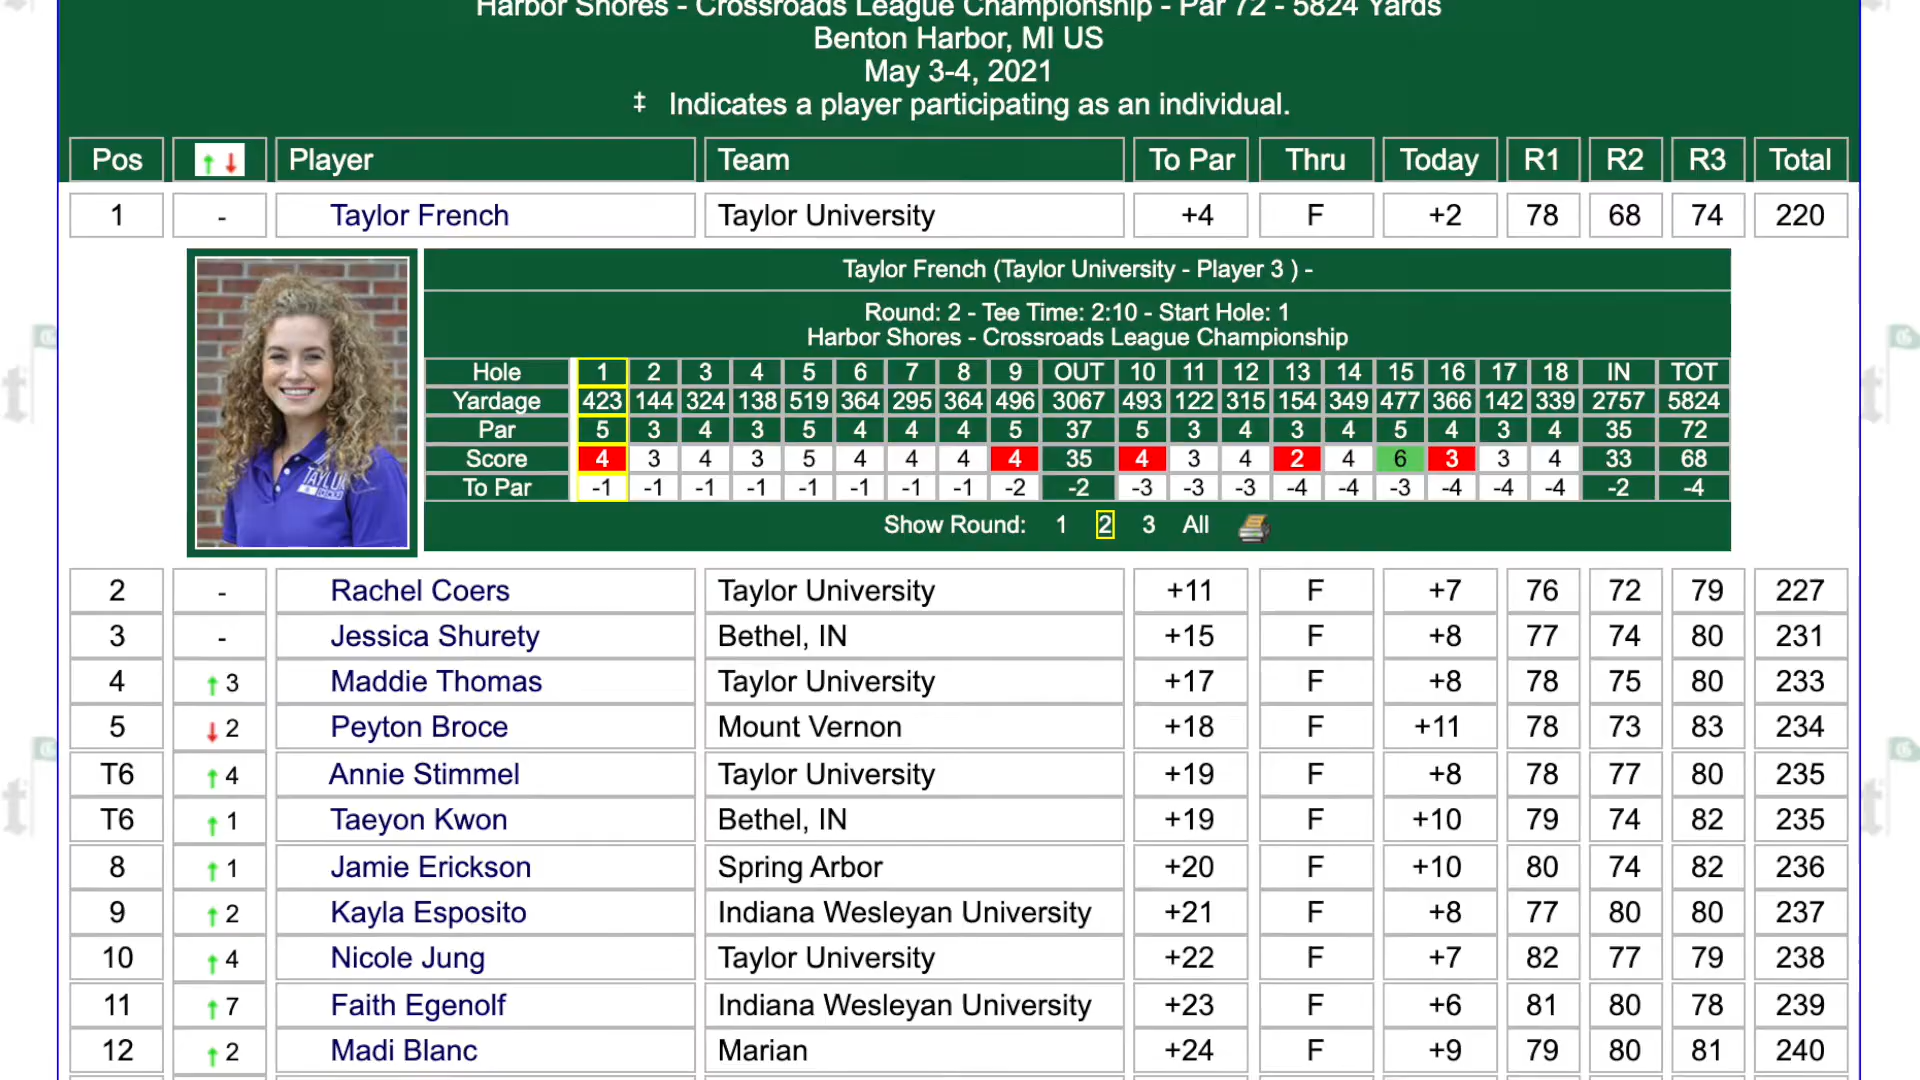 Harbor Shores - Crossroads League Championship - Par 72 - 5824 Yards
Benton Harbor, MI US
May 3-4, 2021
‡ Indicates a player participating as an individual.
Pos Player Team To Par Thru Today R1 R2 R3 Total
1 - Taylor French Taylor University +4 F +2 78 68 74 220
Taylor French (Taylor University - Player 3 ) -
Round: 2 - Tee Time: 2:10 - Start Hole: 1
Harbor Shores - Crossroads League Championship
Hole 1 2 3 4 5 6 7 8 9 OUT 10 11 12 13 14 15 16 17 18 IN TOT
Yardage 423 144 324 138 519 364 295 364 496 3067 493 122 315 154 349 477 366 142 339 2757 5824
Par 5 3 4 3 5 4 4 4 5 37 5 3 4 3 4 5 4 3 4 35 72
Score 4 3 4 3 5 4 4 4 4 35 4 3 4 2 4 6 3 3 4 33 68
To Par -1 -1 -1 -1 -1 -1 -1 -1 -2 -2 -3 -3 -3 -4 -4 -3 -4 -4 -4 -2 -4
Show Round: 1 2 3 All
TAYLOR
GOLF
2 - Rachel Coers Taylor University +11 F +7 76 72 79 227
3 - Jessica Shurety Bethel, IN +15 F +8 77 74 80 231
4 3 Maddie Thomas Taylor University +17 F +8 78 75 80 233
5 2 Peyton Broce Mount Vernon +18 F +11 78 73 83 234
T6 4 Annie Stimmel Taylor University +19 F +8 78 77 80 235
T6 1 Taeyon Kwon Bethel, IN +19 F +10 79 74 82 235
8 1 Jamie Erickson Spring Arbor +20 F +10 80 74 82 236
9 2 Kayla Esposito Indiana Wesleyan University +21 F +8 77 80 80 237
10 4 Nicole Jung Taylor University +22 F +7 82 77 79 238
11 7 Faith Egenolf Indiana Wesleyan University +23 F +6 81 80 78 239
12 2 Madi Blanc Marian +24 F +9 79 80 81 240